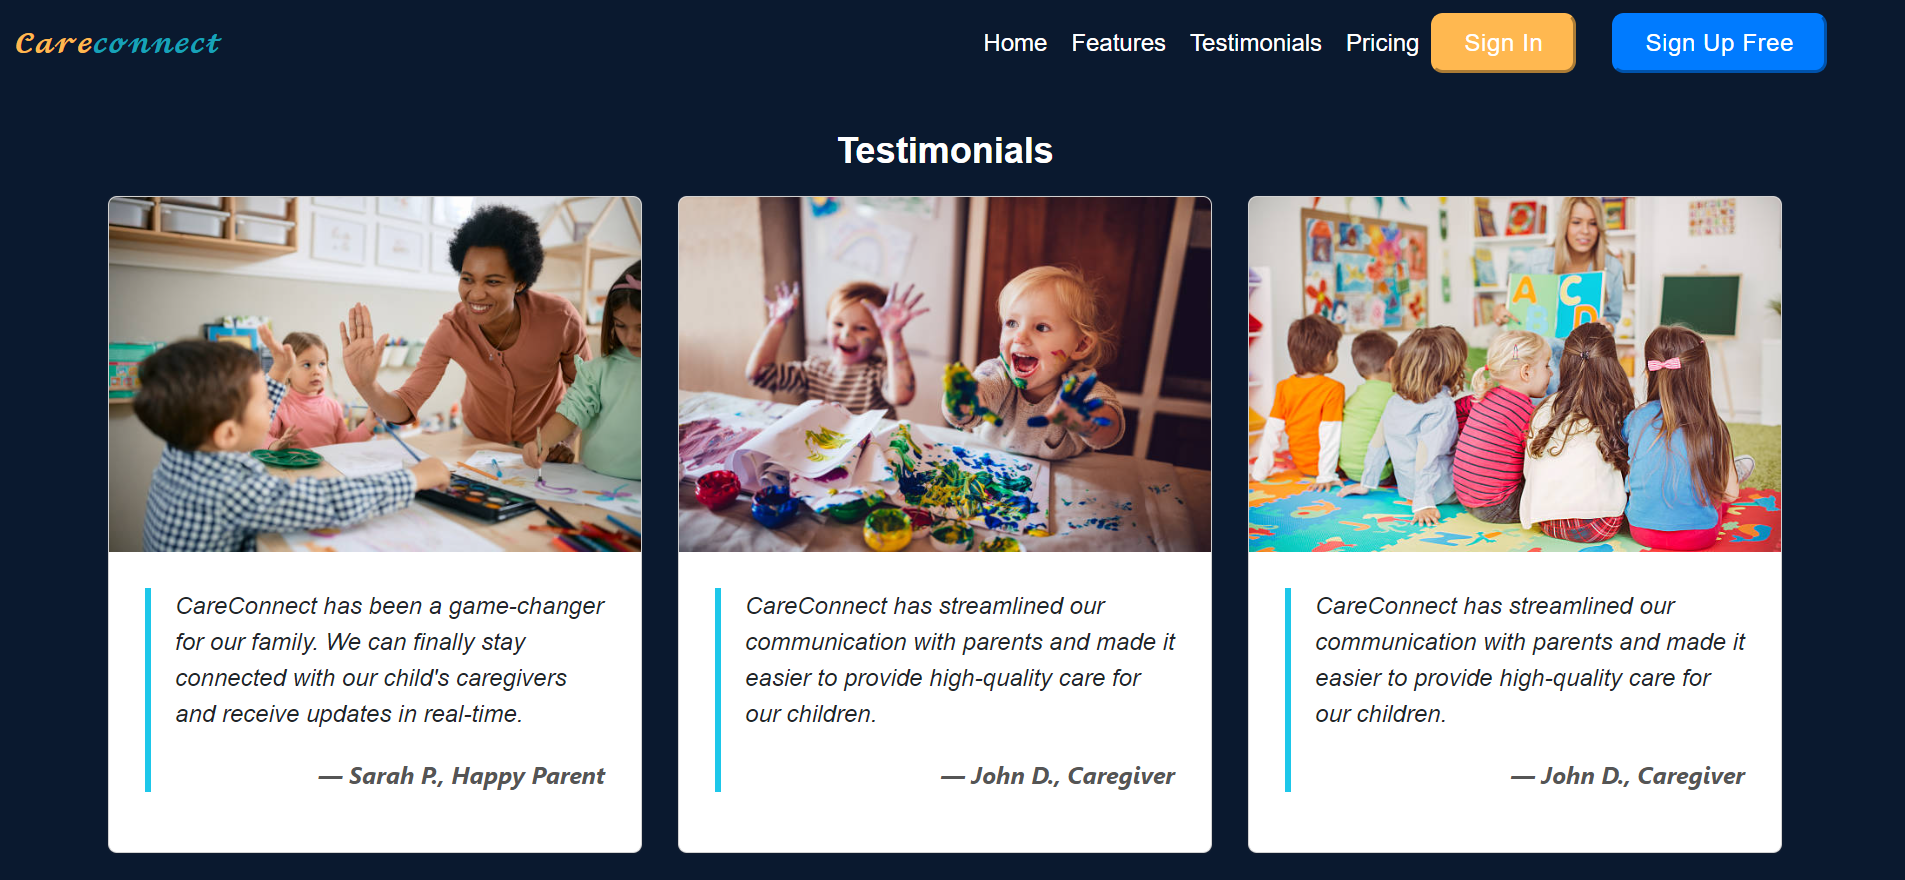 Careconnect
Home Features Testimonials Pricing Sign In Sign Up Free
Testimonials
A C
B D
CareConnect has been a game-changer
for our family. We can finally stay
connected with our child's caregivers
and receive updates in real-time.
— Sarah P., Happy Parent
CareConnect has streamlined our
communication with parents and made it
easier to provide high-quality care for
our children.
— John D., Caregiver
CareConnect has streamlined our
communication with parents and made it
easier to provide high-quality care for
our children.
— John D., Caregiver